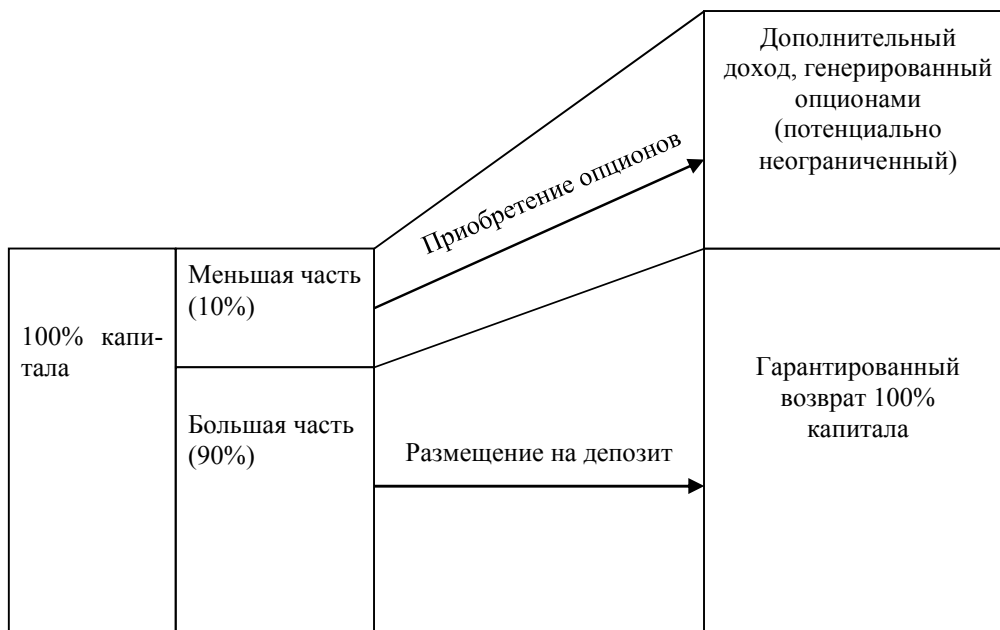 100% капи-
тала
Меньшая часть
(10%)
Большая часть
(90%)
Приобретение опционов
Размещение на депозит
Дополнительный
доход, генерированный
опционами
(потенциально
неограниченный)
Гарантированный
возврат 100%
капитала